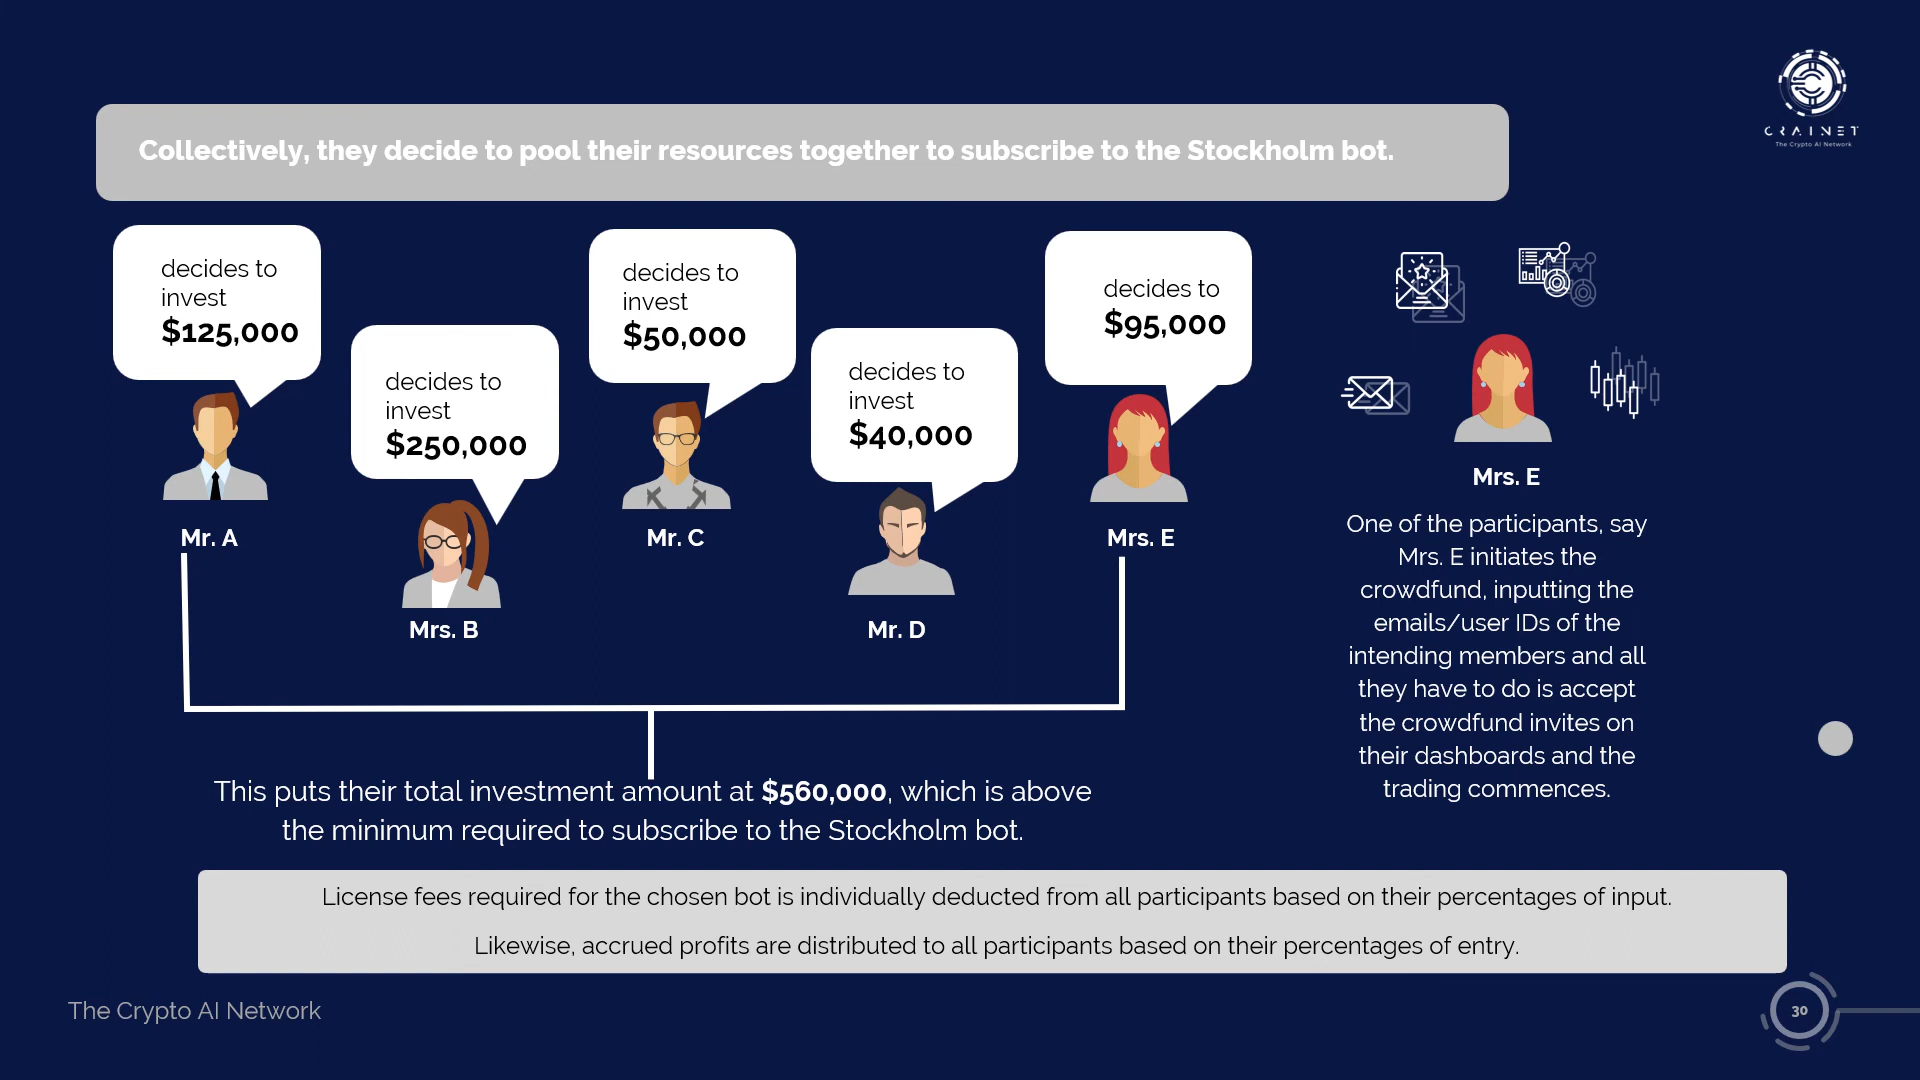 CRAINET
The Crypto AI Network
Collectively, they decide to pool their resources together to subscribe to the Stockholm bot.
decides to
invest
$125,000
Mr. A
decides to
invest
$250,000
Mrs. B
decides to
invest
$50,000
Mr. C
decides to
invest
$40,000
Mr. D
decides to
$95,000
Mrs. E
This puts their total investment amount at $560,000, which is above
the minimum required to subscribe to the Stockholm bot.
Mrs. E
One of the participants, say
Mrs. E initiates the
crowdfund, inputting the
emails/user IDs of the
intending members and all
they have to do is accept
the crowdfund invites on
their dashboards and the
trading commences.
License fees required for the chosen bot is individually deducted from all participants based on their percentages of input.
Likewise, accrued profits are distributed to all participants based on their percentages of entry.
The Crypto AI Network
30